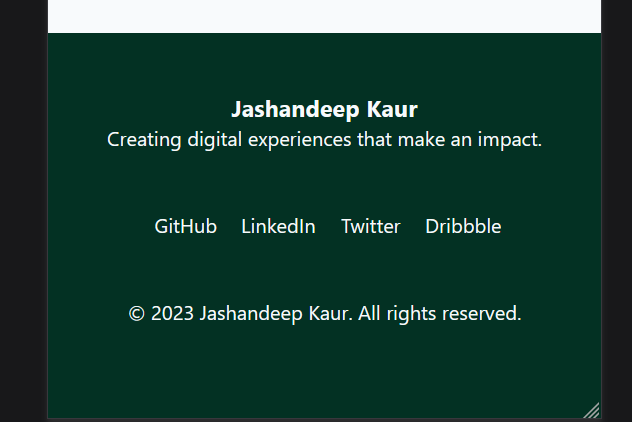 Jashandeep Kaur
Creating digital experiences that make an impact.
GitHub LinkedIn Twitter Dribbble
© 2023 Jashandeep Kaur. All rights reserved.